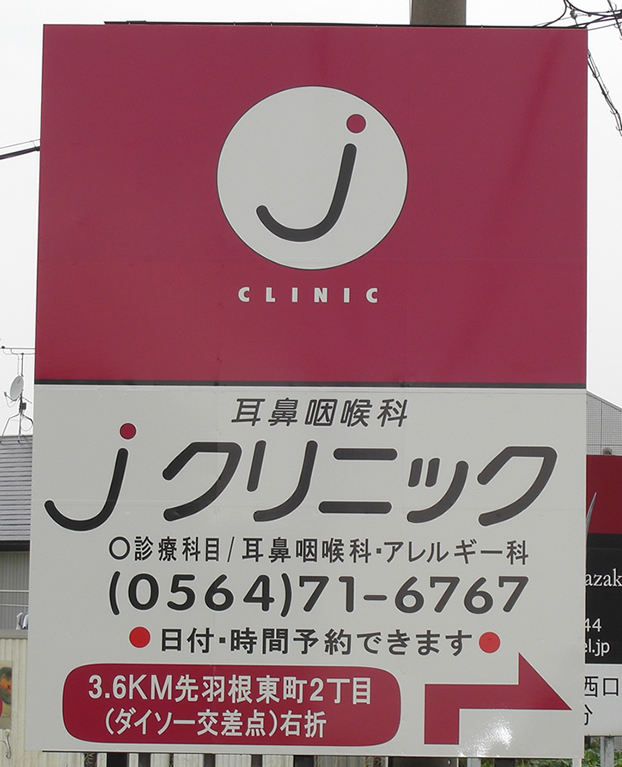 j
CLINIC
耳鼻咽喉科
jクリニック
〇診療科目/耳鼻咽喉科・アレルギー科
(0564)71-6767
●日付・時間予約できます●
3.6KM先羽根東町2丁目
(ダイソー交差点)右折
azak
44
el.jp
西口
分